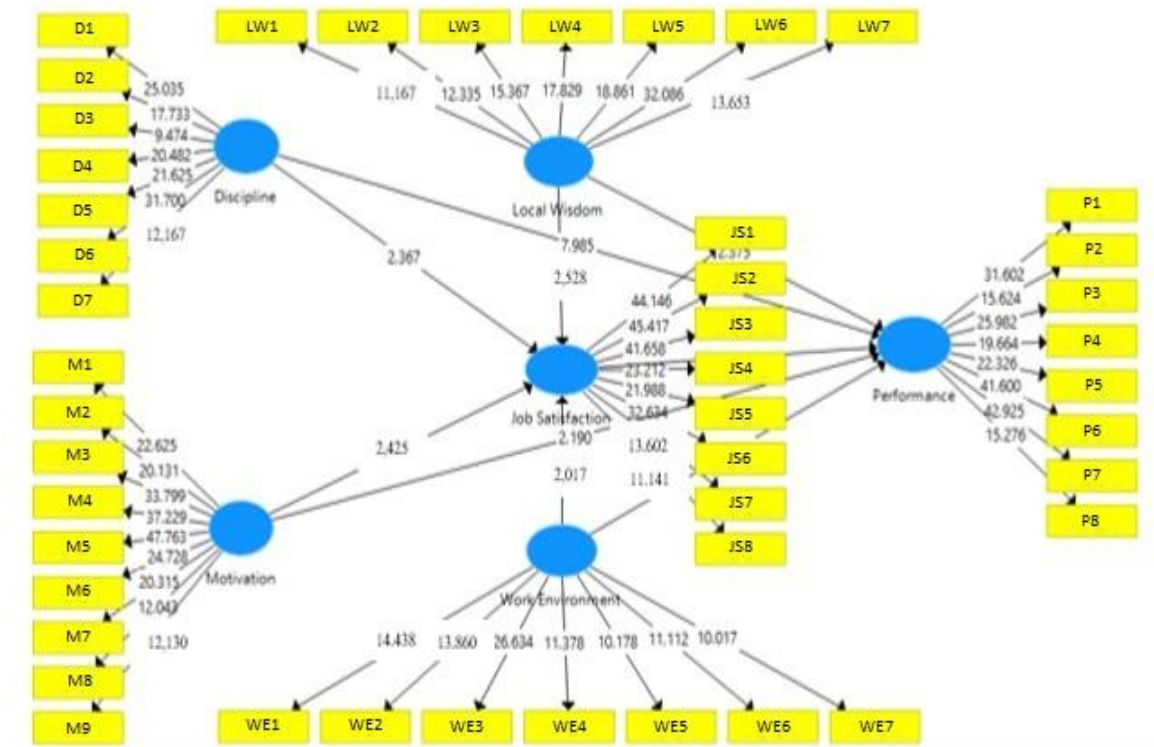 D1
D2
D3
D4
D5
D6
D7
25.035
17.733
9.474
20.482
21.625
31.700
12,167
Discipline
LW1
LW2
LW3
LW4
LW5
LW6
LW7
11,167
12.335
15.367
17.829
18.861
32.086
13,653
Local Wisdom
7.985
2,528
2.367
2.375
JS1
JS2
JS3
JS4
JS5
JS6
JS7
JS8
44.146
45.417
41.658
23.212
21.988
32.634
13.602
11.141
Job Satisfaction
2.190
2,017
2,425
P1
P2
P3
P4
P5
P6
P7
P8
31.602
15.624
25.982
19.664
22.326
41.600
42.925
15.276
Performance
M1
M2
M3
M4
M5
M6
M7
M8
M9
22.625
20.131
33.799
37.229
47.763
24.728
20.315
12.043
12,130
Motivation
Work Environment
14.438
13.860
26.634
11.378
10.178
11,112
10.017
WE1
WE2
WE3
WE4
WE5
WE6
WE7